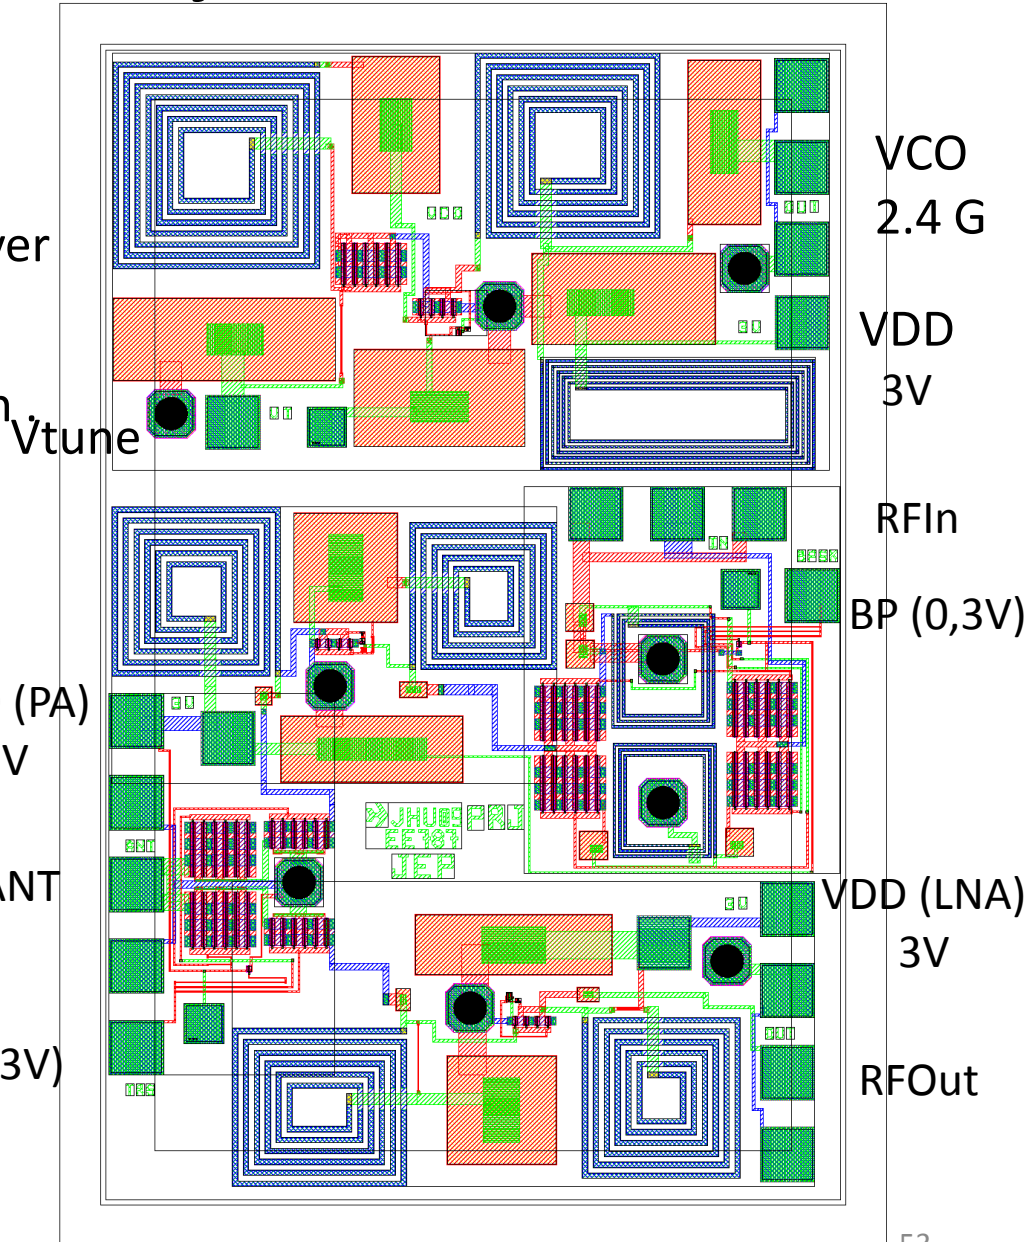 VCO
2.4 G
VDD
3V
Vtune
RFIn
BP (0,3V)
(PA)
V
JHU
EE787
PRJ
JEP
ANT
VDD (LNA)
3V
3V)
RFOut